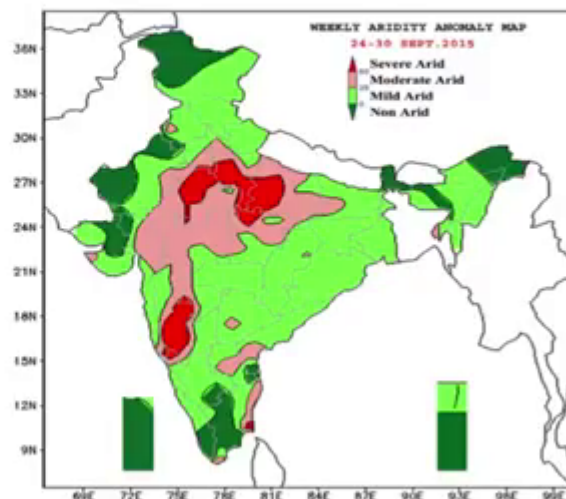 WEEKLY ARIDITY ANOMALY MAP
24-30 SEPT.2015
Severe Arid
Moderate Arid
Mild Arid
Non Arid
36N
33N
30N
27N
24N
21N
18N
15N
12N
9N
72E
75E
78E
81E
84E
87E
90E
93E
96E